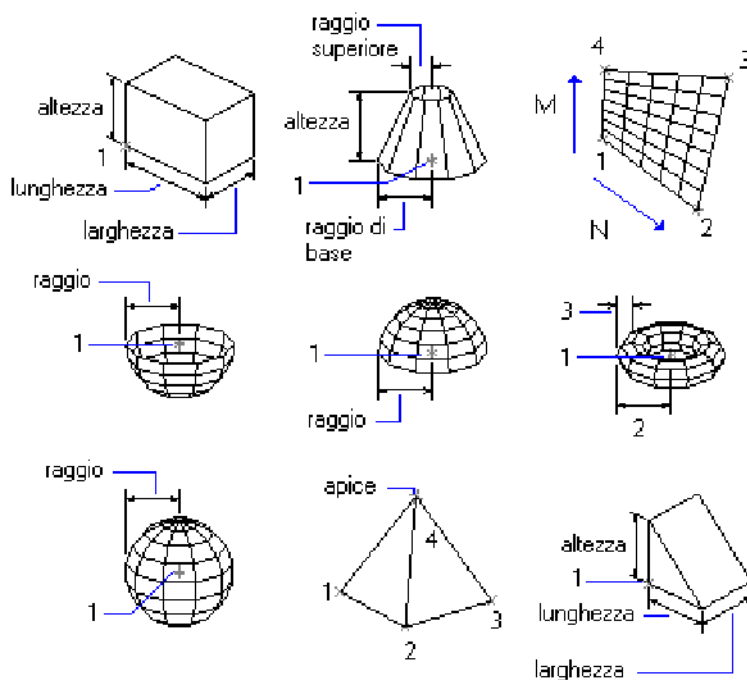 altezza
1
lunghezza
larghezza
raggio
superiore
altezza
1
raggio di
base
4
3
M
1
N
2
raggio
1
1
raggio
3
1
2
raggio
1
apice
4
1
2
3
altezza
1
lunghezza
larghezza